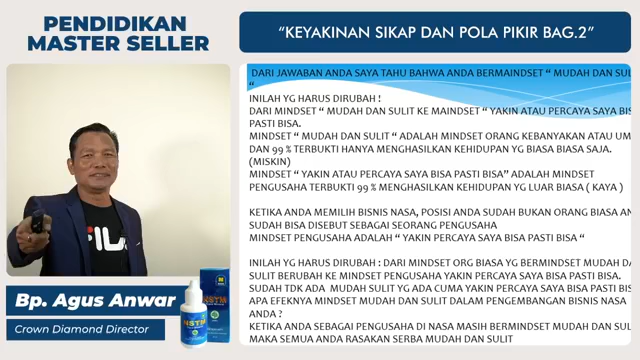 PENDIDIKAN
MASTER SELLER
"KEYAKINAN SIKAP DAN POLA PIKIR BAG.2"
DARI JAWABAN ANDA SAYA TAHU BAHWA ANDA BERMAINDSET " MUDAH DAN SUL
"
INILAH YG HARUS DIRUBAH !
DARI MINDSET " MUDAH DAN SULIT KE MAINDSET " YAKIN ATAU PERCAYA SAYA BIS
PASTI BISA.
MINDSET " MUDAH DAN SULIT " ADALAH MINDSET ORANG KEBANYAKAN ATAU UM
DAN 99 % TERBUKTI HANYA MENGHASILKAN KEHIDUPAN YG BIASA BIASA SAJA.
(MISKIN)
MINDSET " YAKIN ATAU PERCAYA SAYA BISA PASTI BISA" ADALAH MINDSET
PENGUSAHA TERBUKTI 99 % MENGHASILKAN KEHIDUPAN YG LUAR BIASA ( KAYA )
KETIKA ANDA MEMILIH BISNIS NASA, POSISI ANDA SUDAH BUKAN ORANG BIASA AN
SUDAH BISA DISEBUT SEBAGAI SEORANG PENGUSAHA
MINDSET PENGUSAHA ADALAH " YAKIN PERCAYA SAYA BISA PASTI BISA "
INILAH YG HARUS DIRUBAH : DARI MINDSET ORG BIASA YG BERMINDSET MUDAH DA
SULIT BERUBAH KE MINDSET PENGUSAHA YAKIN PERCAYA SAYA BISA PASTI BISA.
SUDAH TDK ADA MUDAH SULIT YG ADA CUMA YAKIN PERCAYA SAYA BISA PASTI BIS
APA EFEKNYA MINDSET MUDAH DAN SULIT DALAM PENGEMBANGAN BISNIS NASA
ANDA ?
KETIKA ANDA SEBAGAI PENGUSAHA DI NASA MASIH BERMINDSET MUDAH DAN SUL
MAKA SEMUA ANDA RASAKAN SERBA MUDAH DAN SULIT
FILA
Bp. Agus Anwar
Crown Diamond Director
NSTM
NSTM